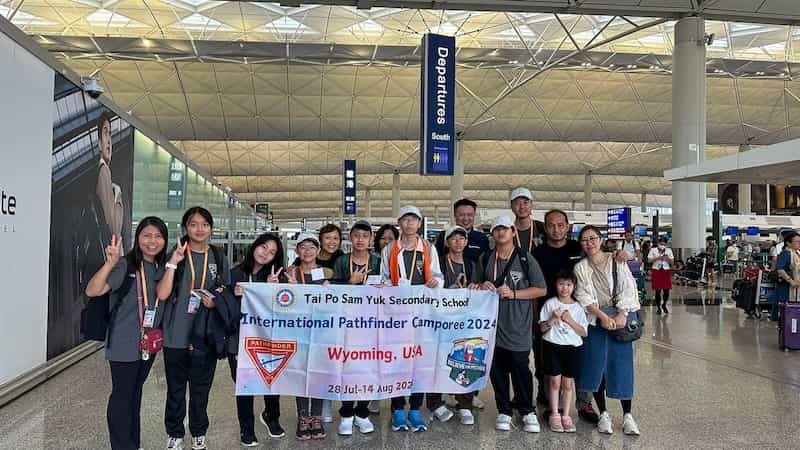 Departures
South
Tai Po Sam Yuk Secondary School
International Pathfinder Camporee 2024
Wyoming, USA
28 Jul-14 Aug 202
PATHFINDER